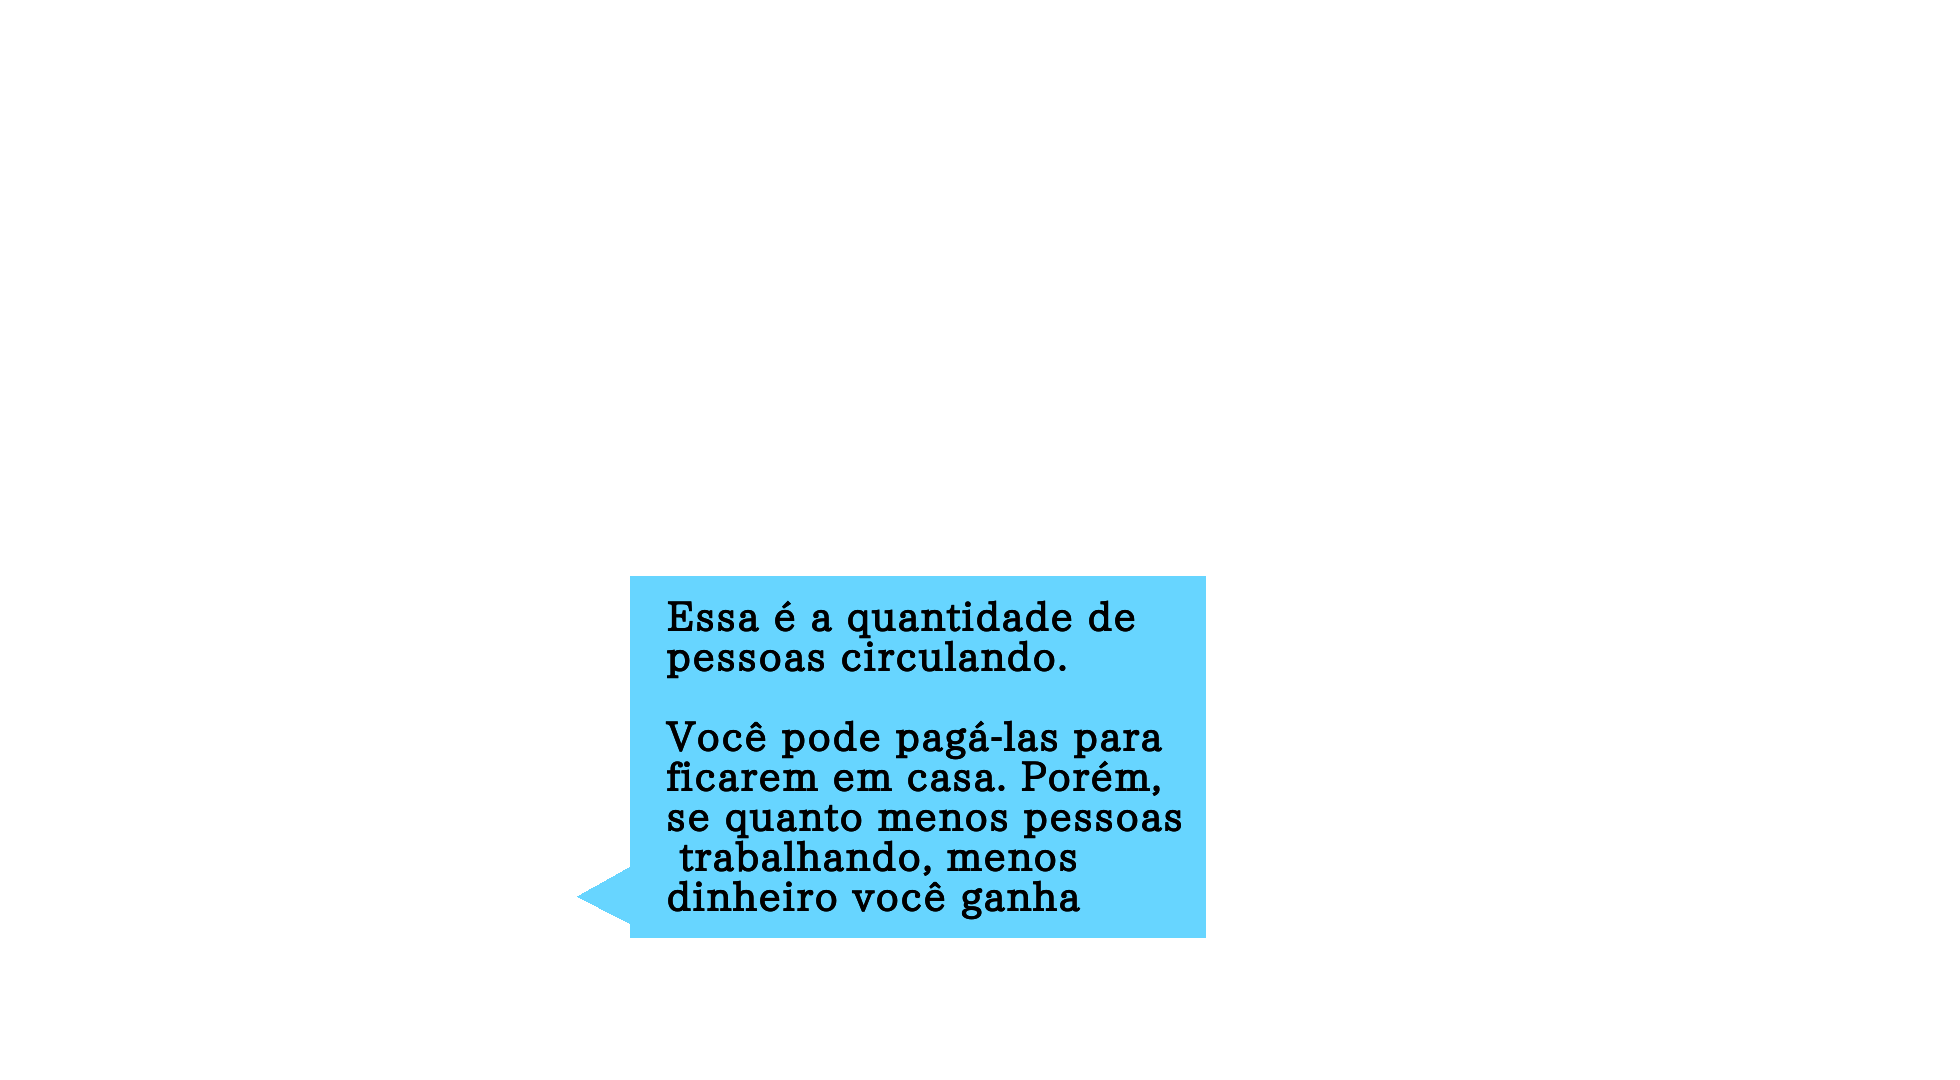 Essa é a quantidade de
pessoas circulando.
Você pode pagá-las para
ficarem em casa. Porém,
se quanto menos pessoas
trabalhando, menos
dinheiro você ganha